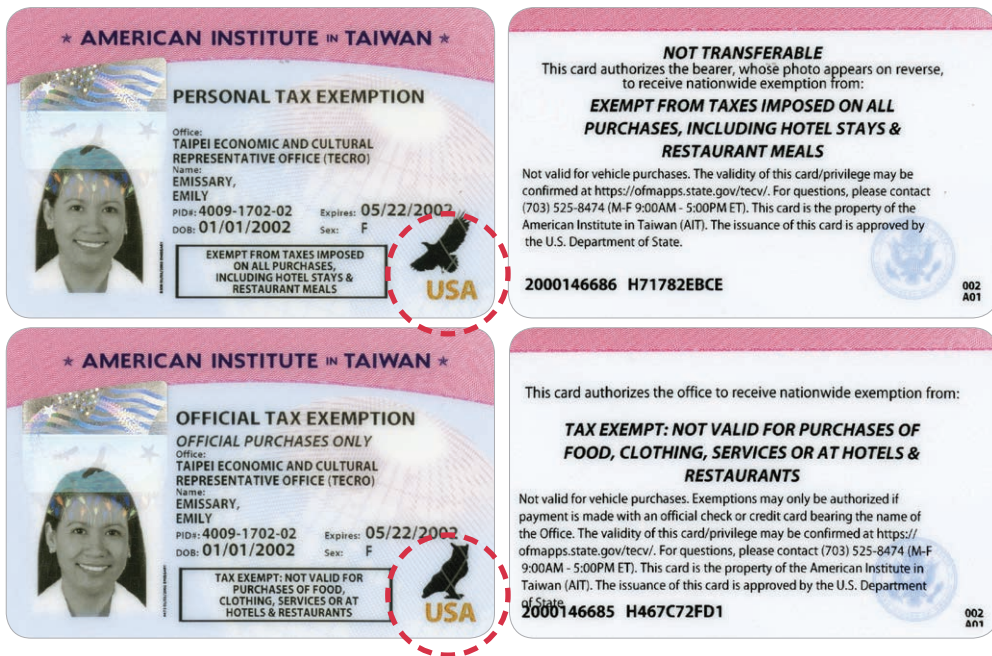 ★ AMERICAN INSTITUTE IN TAIWAN ★
PERSONAL TAX EXEMPTION
Office:
TAIPEI ECONOMIC AND CULTURAL
REPRESENTATIVE OFFICE (TECRO)
Name:
EMISSARY,
EMILY
PID#: 4009-1702-02 Expires: 05/22/2002
DOB: 01/01/2002 Sex: F
EXEMPT FROM TAXES IMPOSED
ON ALL PURCHASES,
INCLUDING HOTEL STAYS &
RESTAURANT MEALS
USA
NOT TRANSFERABLE
This card authorizes the bearer, whose photo appears on reverse,
to receive nationwide exemption from:
EXEMPT FROM TAXES IMPOSED ON ALL
PURCHASES, INCLUDING HOTEL STAYS &
RESTAURANT MEALS
Not valid for vehicle purchases. The validity of this card/privilege may be
confirmed at https://ofmapps.state.gov/tecv/. For questions, please contact
(703) 525-8474 (M-F 9:00AM - 5:00PM ET). This card is the property of the
American Institute in Taiwan (AIT). The issuance of this card is approved by
the U.S. Department of State.
2000146686 H71782EBCE
002
A01
★ AMERICAN INSTITUTE IN TAIWAN ★
OFFICIAL TAX EXEMPTION
OFFICIAL PURCHASES ONLY
Office:
TAIPEI ECONOMIC AND CULTURAL
REPRESENTATIVE OFFICE (TECRO)
Name:
EMISSARY,
EMILY
PID#: 4009-1702-02 Expires: 05/22/2002
DOB: 01/01/2002 Sex: F
TAX EXEMPT: NOT VALID FOR
PURCHASES OF FOOD,
CLOTHING, SERVICES OR AT
HOTELS & RESTAURANTS
USA
This card authorizes the office to receive nationwide exemption from:
TAX EXEMPT: NOT VALID FOR PURCHASES OF
FOOD, CLOTHING, SERVICES OR AT HOTELS &
RESTAURANTS
Not valid for vehicle purchases. Exemptions may only be authorized if
payment is made with an official check or credit card bearing the name of
the Office. The validity of this card/privilege may be confirmed at https://
ofmapps.state.gov/tecv/. For questions, please contact (703) 525-8474 (M-F
9:00AM - 5:00PM ET). This card is the property of the American Institute in
Taiwan (AIT). The issuance of this card is approved by the U.S. Department
of State.
2000146685 H467C72FD1
002
A01